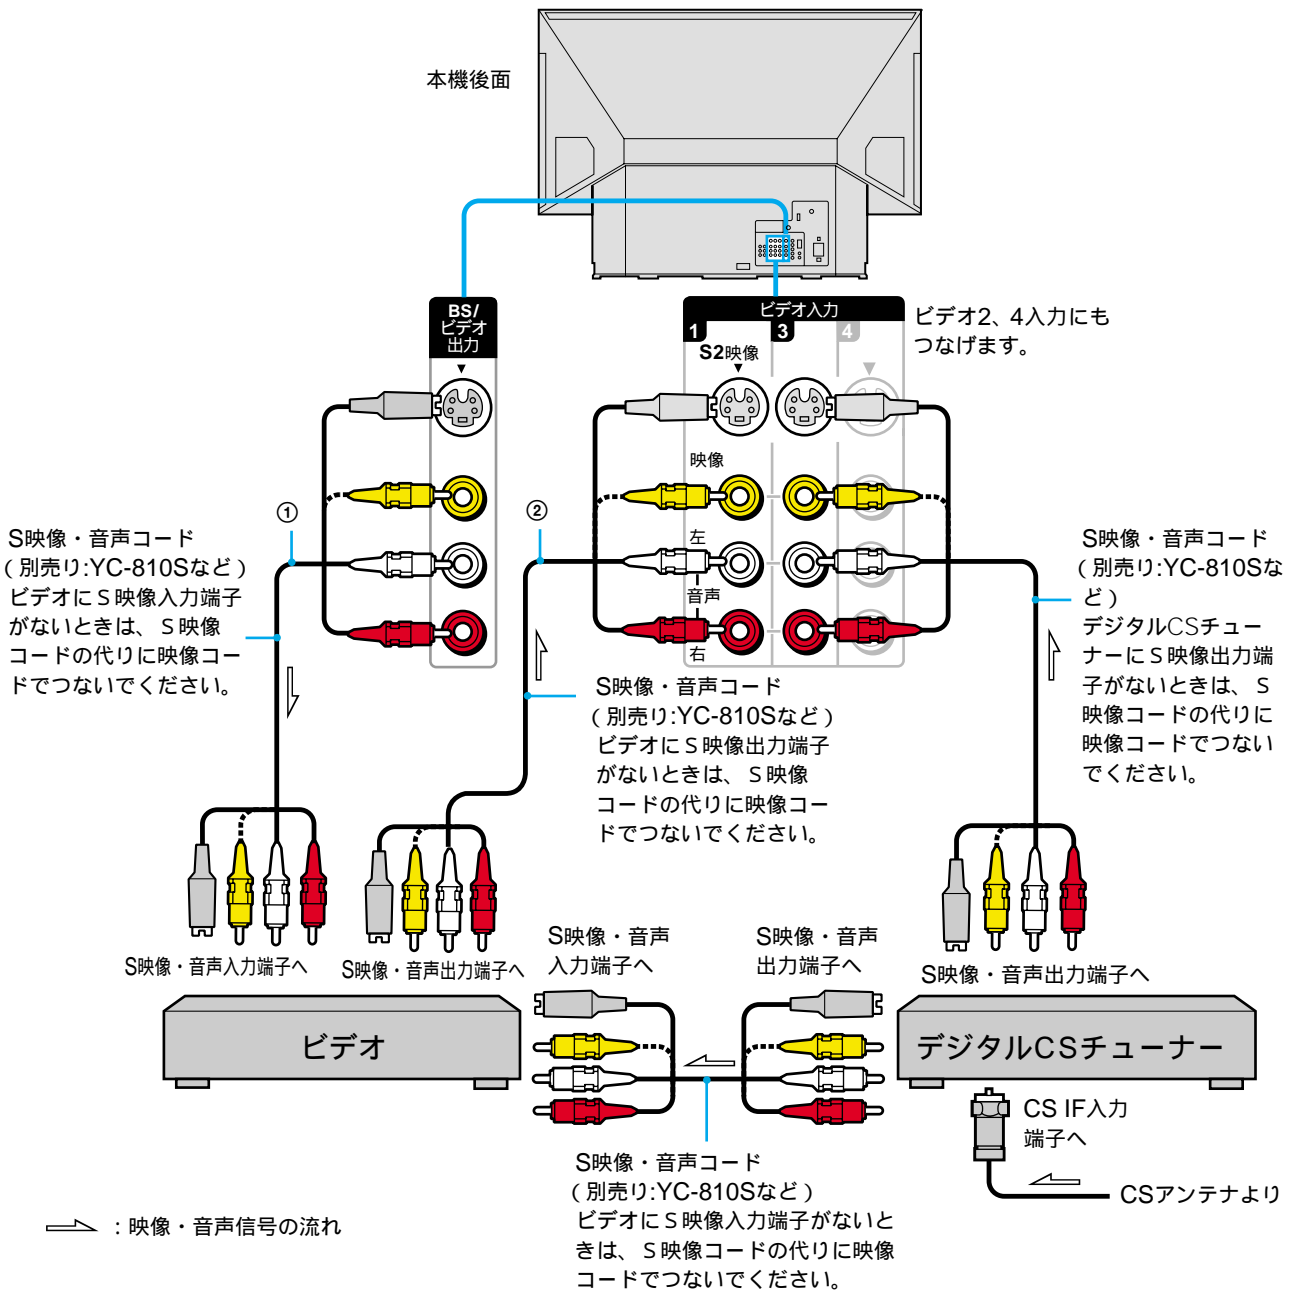 本機後面
BS/
ビデオ
出力
ビデオ入力
1
3
4
S2映像
ビデオ2、4入力にも
つなげます。
映像
左
音声
右
①
S映像・音声コード
（別売り:YC-810Sなど）
ビデオにS映像入力端子
がないときは、S映像
コードの代りに映像コー
ドでつないでください。
②
S映像・音声コード
（別売り:YC-810Sなど）
ビデオにS映像出力端子
がないときは、S映像
コードの代りに映像コー
ドでつないでください。
S映像・音声コード
（別売り:YC-810Sな
ど）
デジタルCSチュー
ナーにS映像出力端
子がないときは、S
映像コードの代りに
映像コードでつない
でください。
S映像・音声入力端子へ
S映像・音声出力端子へ
S映像・音声
入力端子へ
S映像・音声
出力端子へ
S映像・音声出力端子へ
ビデオ
デジタルCSチューナー
CS IF入力
端子へ
CSアンテナより
S映像・音声コード
（別売り:YC-810Sなど）
ビデオにS映像入力端子がないと
きは、S映像コードの代りに映像
コードでつないでください。
：映像・音声信号の流れ